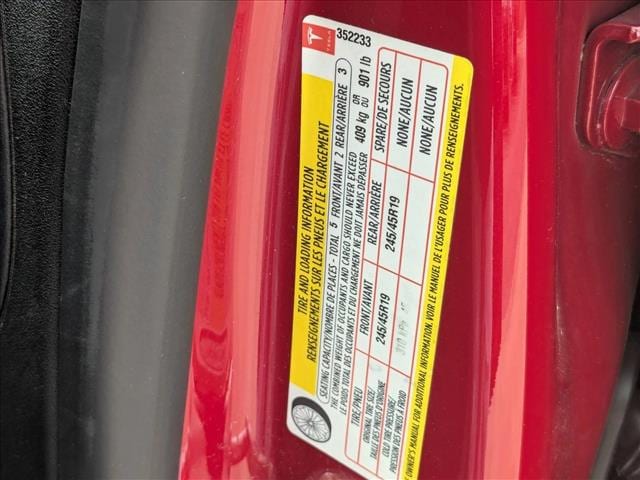 TESLA
352233
TIRE AND LOADING INFORMATION
RENSEIGNEMENTS SUR LES PNEUS ET LE CHARGEMENT
SEATING CAPACITY/NOMBRE DE PLACES - TOTAL 5 FRONT/AVANT 2 REAR/ARRIÈRE 3
THE COMBINED WEIGHT OF OCCUPANTS AND CARGO SHOULD NEVER EXCEED 409 kg OR 901 lb
LE POIDS TOTAL DES OCCUPANTS ET DU CHARGEMENT NE DOIT JAMAIS DÉPASSER OU
TIRE/PNEU FRONT/AVANT REAR/ARRIÈRE SPARE/DE SECOURS
ORIGINAL TIRE SIZE/ 245/45R19 245/45R19 NONE/AUCUN
TAILLE DES PNEUS D'ORIGINE
COLD TIRE PRESSURE/ NONE/AUCUN
PRESSION DES PNEUS À FROID
OWNER'S MANUAL FOR ADDITIONAL INFORMATION. VOIR LE MANUEL DE L'USAGER POUR PLUS DE RENSEIGNEMENTS.